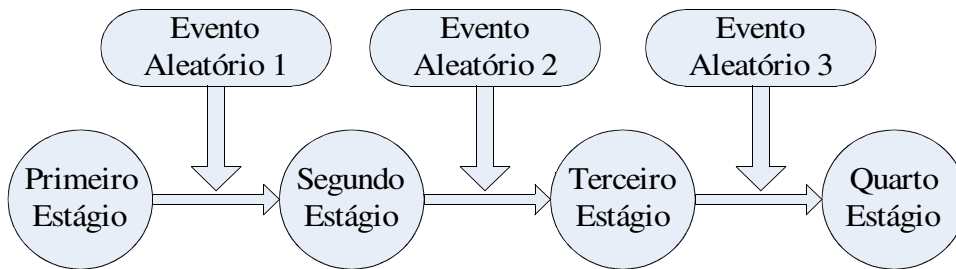 Evento
Aleatório 1
Evento
Aleatório 2
Evento
Aleatório 3
Primeiro
Estágio
Segundo
Estágio
Terceiro
Estágio
Quarto
Estágio